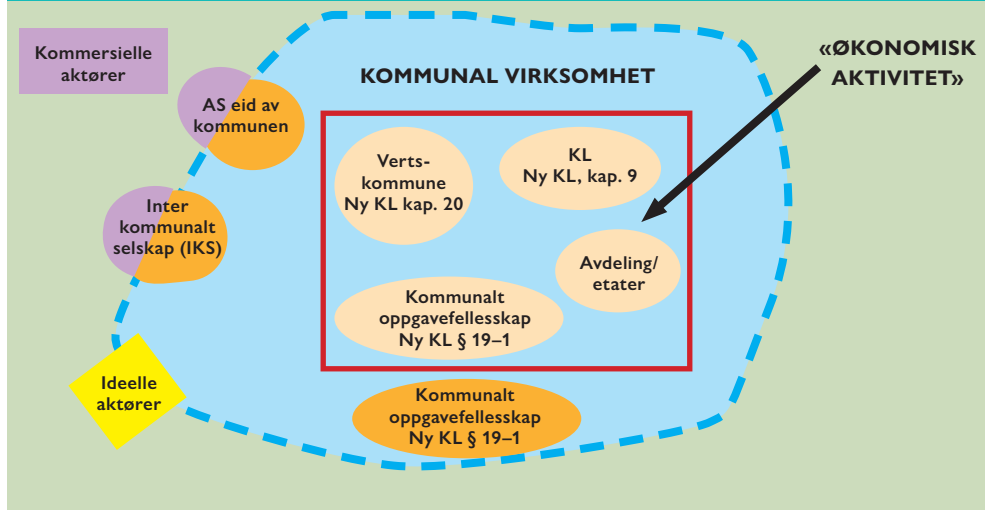 Kommersielle
aktører
KOMMUNAL VIRKSOMHET
«ØKONOMISK
AKTIVITET»
AS eid av
kommunen
Verts-
kommune
Ny KL kap. 20
KL
Ny KL, kap. 9
Inter
kommunalt
selskap (IKS)
Avdeling/
etater
Kommunalt
oppgavefellesskap
Ny KL § 19–1
Ideelle
aktører
Kommunalt
oppgavefellesskap
Ny KL § 19–1